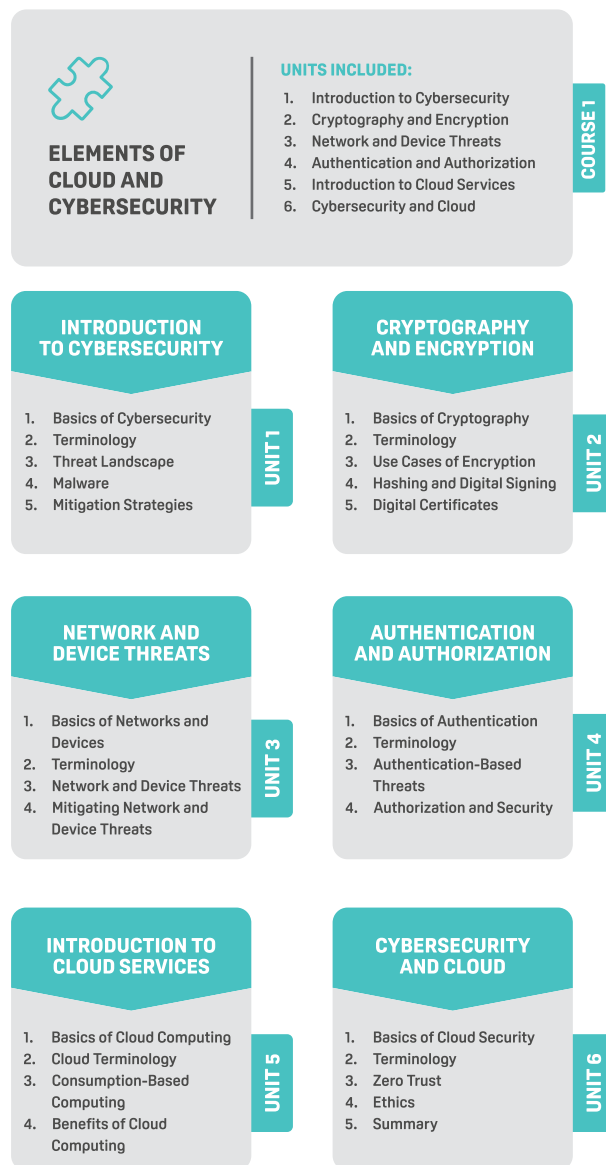 ELEMENTS OF
CLOUD AND
CYBERSECURITY
UNITS INCLUDED:
1. Introduction to Cybersecurity
2. Cryptography and Encryption
3. Network and Device Threats
4. Authentication and Authorization
5. Introduction to Cloud Services
6. Cybersecurity and Cloud
COURSE 1
INTRODUCTION
TO CYBERSECURITY
1. Basics of Cybersecurity
2. Terminology
3. Threat Landscape
4. Malware
5. Mitigation Strategies
UNIT 1
CRYPTOGRAPHY
AND ENCRYPTION
1. Basics of Cryptography
2. Terminology
3. Use Cases of Encryption
4. Hashing and Digital Signing
5. Digital Certificates
UNIT 2
NETWORK AND
DEVICE THREATS
1. Basics of Networks and
Devices
2. Terminology
3. Network and Device Threats
4. Mitigating Network and
Device Threats
UNIT 3
AUTHENTICATION
AND AUTHORIZATION
1. Basics of Authentication
2. Terminology
3. Authentication-Based
Threats
4. Authorization and Security
UNIT 4
INTRODUCTION TO
CLOUD SERVICES
1. Basics of Cloud Computing
2. Cloud Terminology
3. Consumption-Based
Computing
4. Benefits of Cloud
Computing
UNIT 5
CYBERSECURITY
AND CLOUD
1. Basics of Cloud Security
2. Terminology
3. Zero Trust
4. Ethics
5. Summary
UNIT 6